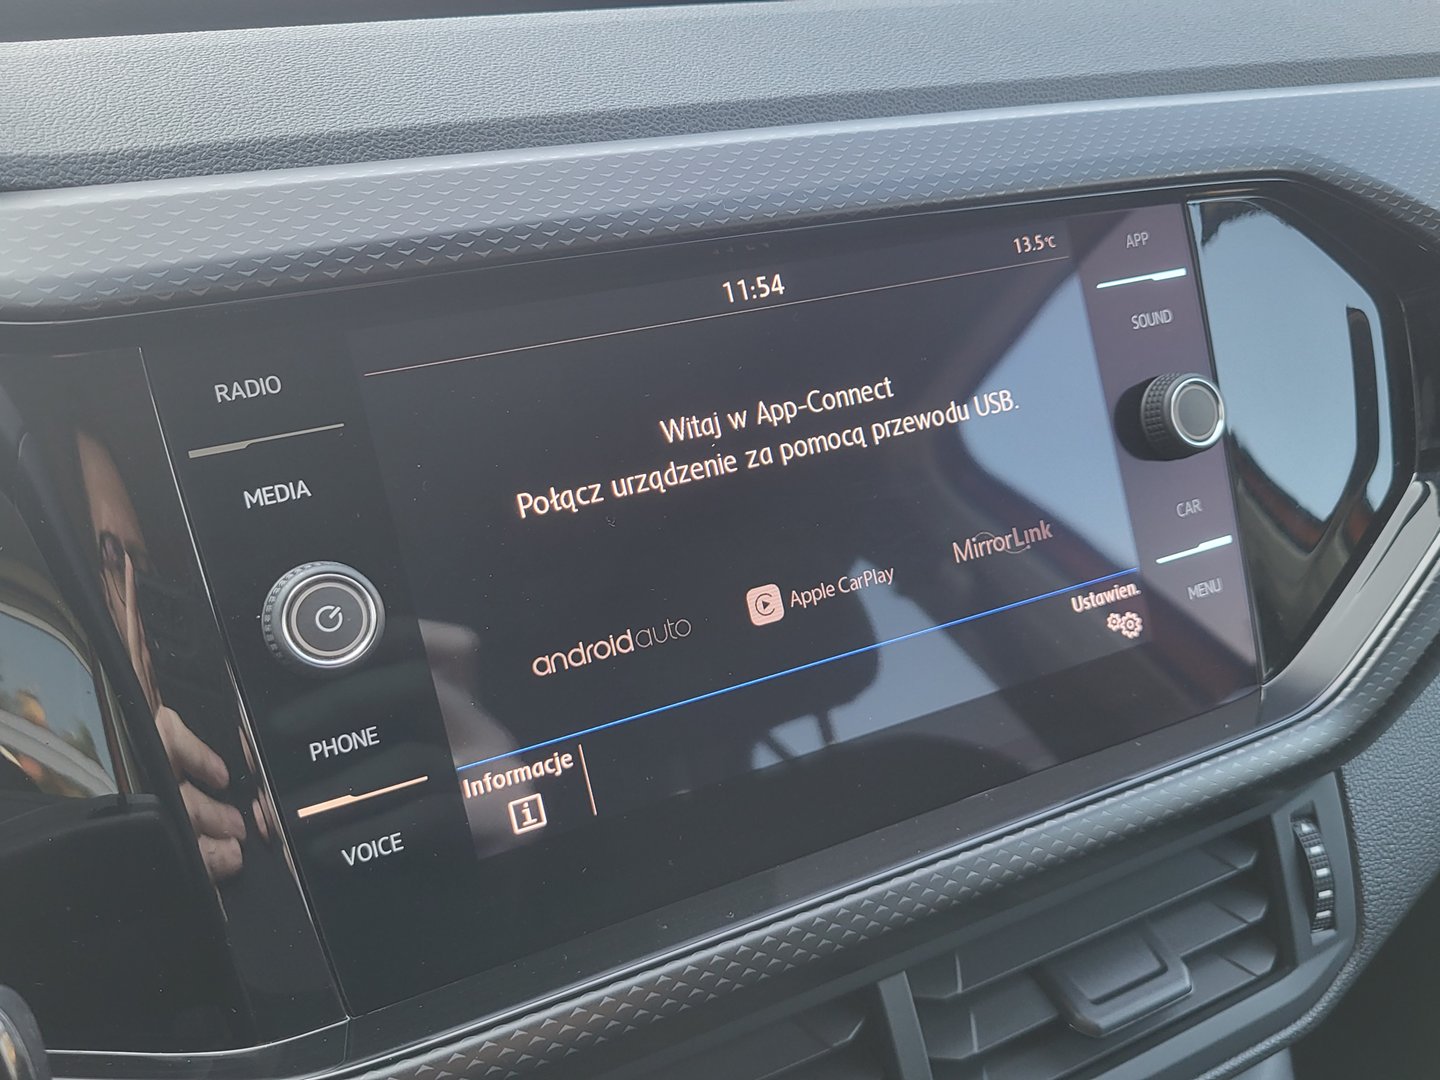 11:54
13.5°C
RADIO
MEDIA
PHONE
VOICE
Witaj w App-Connect
Połącz urządzenie za pomocą przewodu USB.
androidauto
Apple CarPlay
MirrorLink
Informacje
i
Ustawien.
APP
SOUND
CAR
MENU